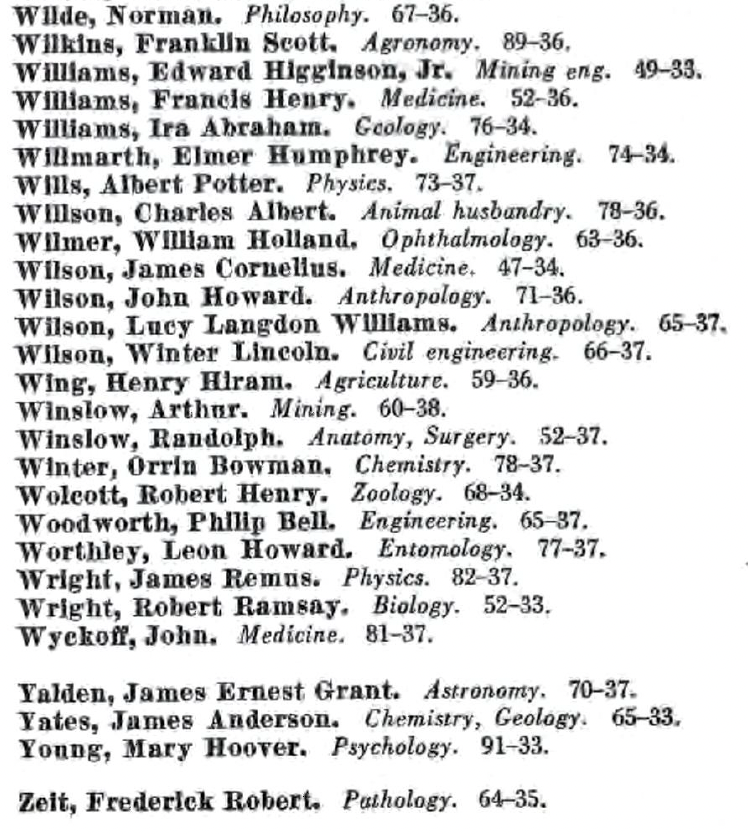 Wilde, Norman. Philosophy. 67–36.
Wilkins, Franklin Scott. Agronomy. 89–36.
Williams, Edward Higginson, Jr. Mining eng. 49–33.
Williams, Francis Henry. Medicine. 52–36.
Williams, Ira Abraham. Geology. 76–34.
Willmarth, Elmer Humphrey. Engineering. 74–34.
Wills, Albert Potter. Physics. 73–37.
Willson, Charles Albert. Animal husbandry. 78–36.
Wilmer, William Holland. Ophthalmology. 63–36.
Wilson, James Cornelius. Medicine. 47–34.
Wilson, John Howard. Anthropology. 71–36.
Wilson, Lucy Langdon Williams. Anthropology. 65–37.
Wilson, Winter Lincoln. Civil engineering. 66–37.
Wing, Henry Hiram. Agriculture. 59–36.
Winslow, Arthur. Mining. 60–38.
Winslow, Randolph. Anatomy, Surgery. 52–37.
Winter, Orrin Bowman. Chemistry. 78–37.
Wolcott, Robert Henry. Zoology. 68–34.
Woodworth, Philip Bell. Engineering. 65–37.
Worthley, Leon Howard. Entomology. 77–37.
Wright, James Remus. Physics. 82–37.
Wright, Robert Ramsay. Biology. 52–33.
Wyckoff, John. Medicine. 81–37.
Yalden, James Ernest Grant. Astronomy. 70–37.
Yates, James Anderson. Chemistry, Geology. 65–33.
Young, Mary Hoover. Psychology. 91–33.
Zeit, Frederick Robert. Pathology. 64–35.